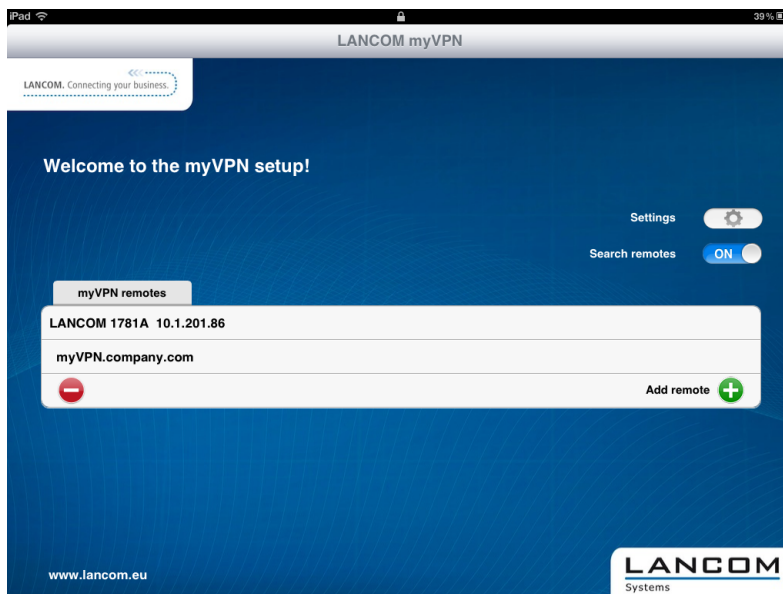 iPad 39%
LANCOM myVPN
LANCOM. Connecting your business.
Welcome to the myVPN setup!
Settings
Search remotes ON
myVPN remotes
LANCOM 1781A 10.1.201.86
myVPN.company.com
Add remote
www.lancom.eu
LANCOM
Systems